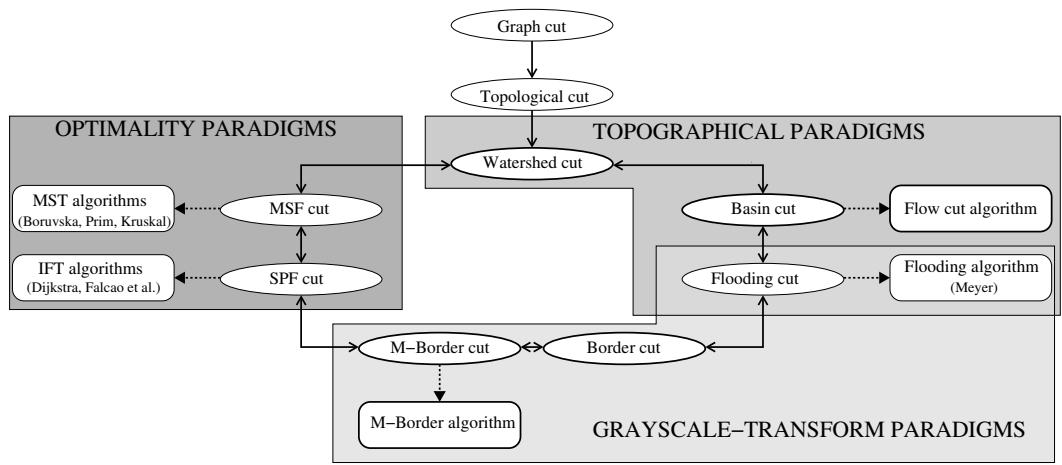 Graph cut
Topological cut
OPTIMALITY PARADIGMS
TOPOGRAPHICAL PARADIGMS
Watershed cut
MST algorithms
(Boruvska, Prim, Kruskal)
MSF cut
Basin cut
Flow cut algorithm
IFT algorithms
(Dijkstra, Falcao et al.)
SPF cut
Flooding cut
Flooding algorithm
(Meyer)
M−Border cut
Border cut
M−Border algorithm
GRAYSCALE−TRANSFORM PARADIGMS